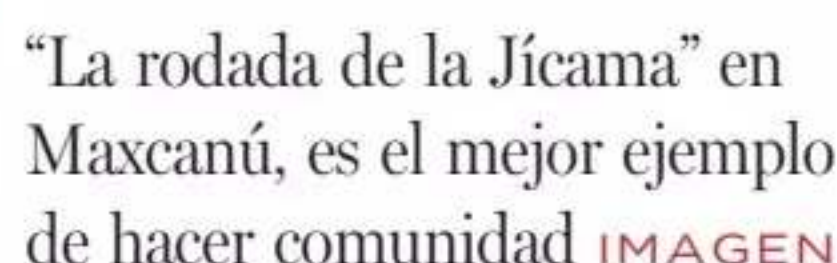 “La rodada de la Jícama” en
Maxcanú, es el mejor ejemplo
de hacer comunidad IMAGEN